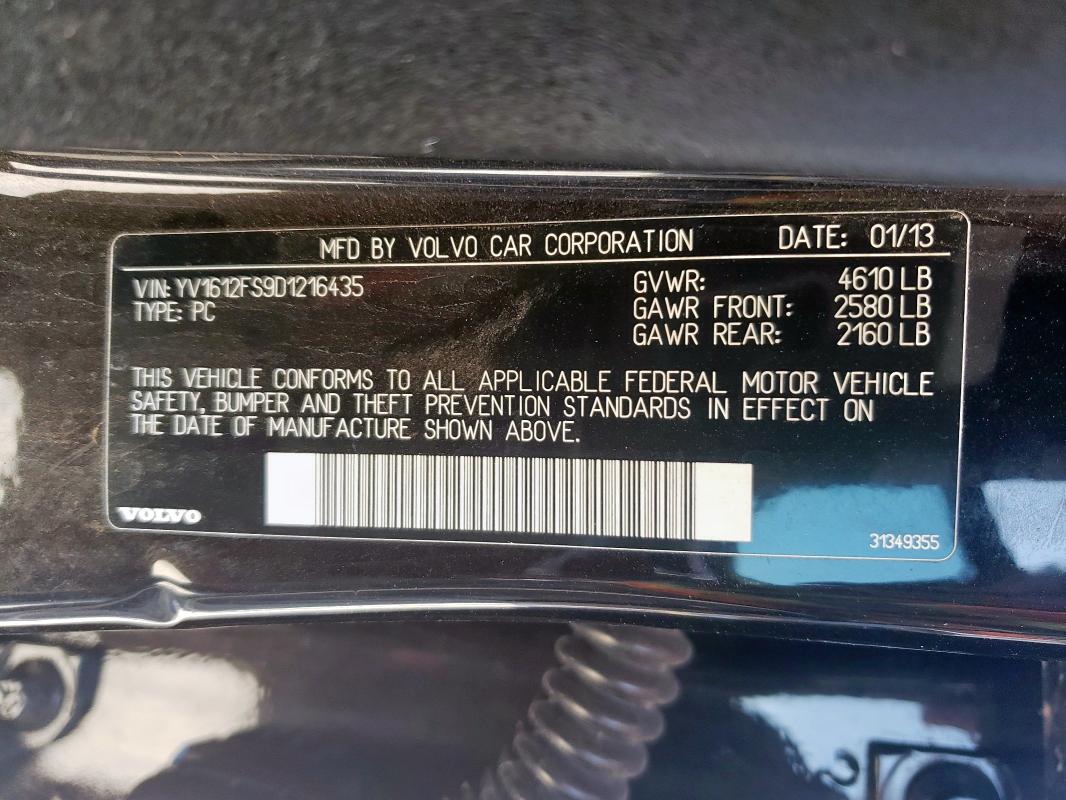 MFD BY VOLVO CAR CORPORATION DATE: 01/13
VIN: YV1612FS9D1216435 GVWR: 4610 LB
TYPE: PC GAWR FRONT: 2580 LB
GAWR REAR: 2160 LB
THIS VEHICLE CONFORMS TO ALL APPLICABLE FEDERAL MOTOR VEHICLE
SAFETY, BUMPER AND THEFT PREVENTION STANDARDS IN EFFECT ON
THE DATE OF MANUFACTURE SHOWN ABOVE.
VOLVO
31349355